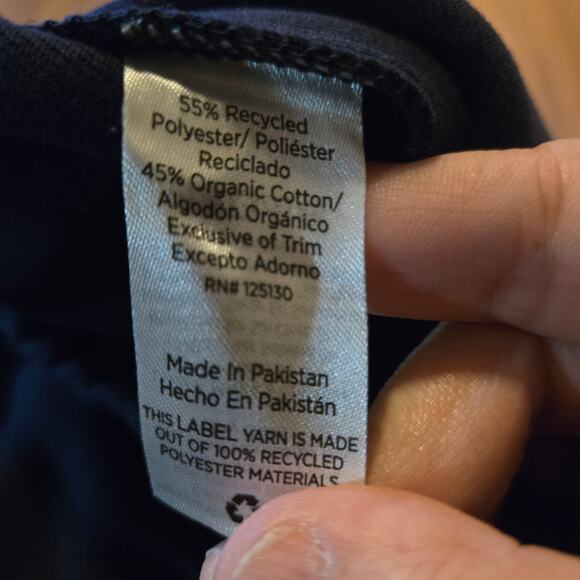 55% Recycled
Polyester/ Poliéster
Reciclado
45% Organic Cotton/
Algodón Orgánico
Exclusive of Trim
Excepto Adorno
RN# 125130
Made In Pakistan
Hecho En Pakistán
THIS LABEL YARN IS MADE
OUT OF 100% RECYCLED
POLYESTER MATERIALS